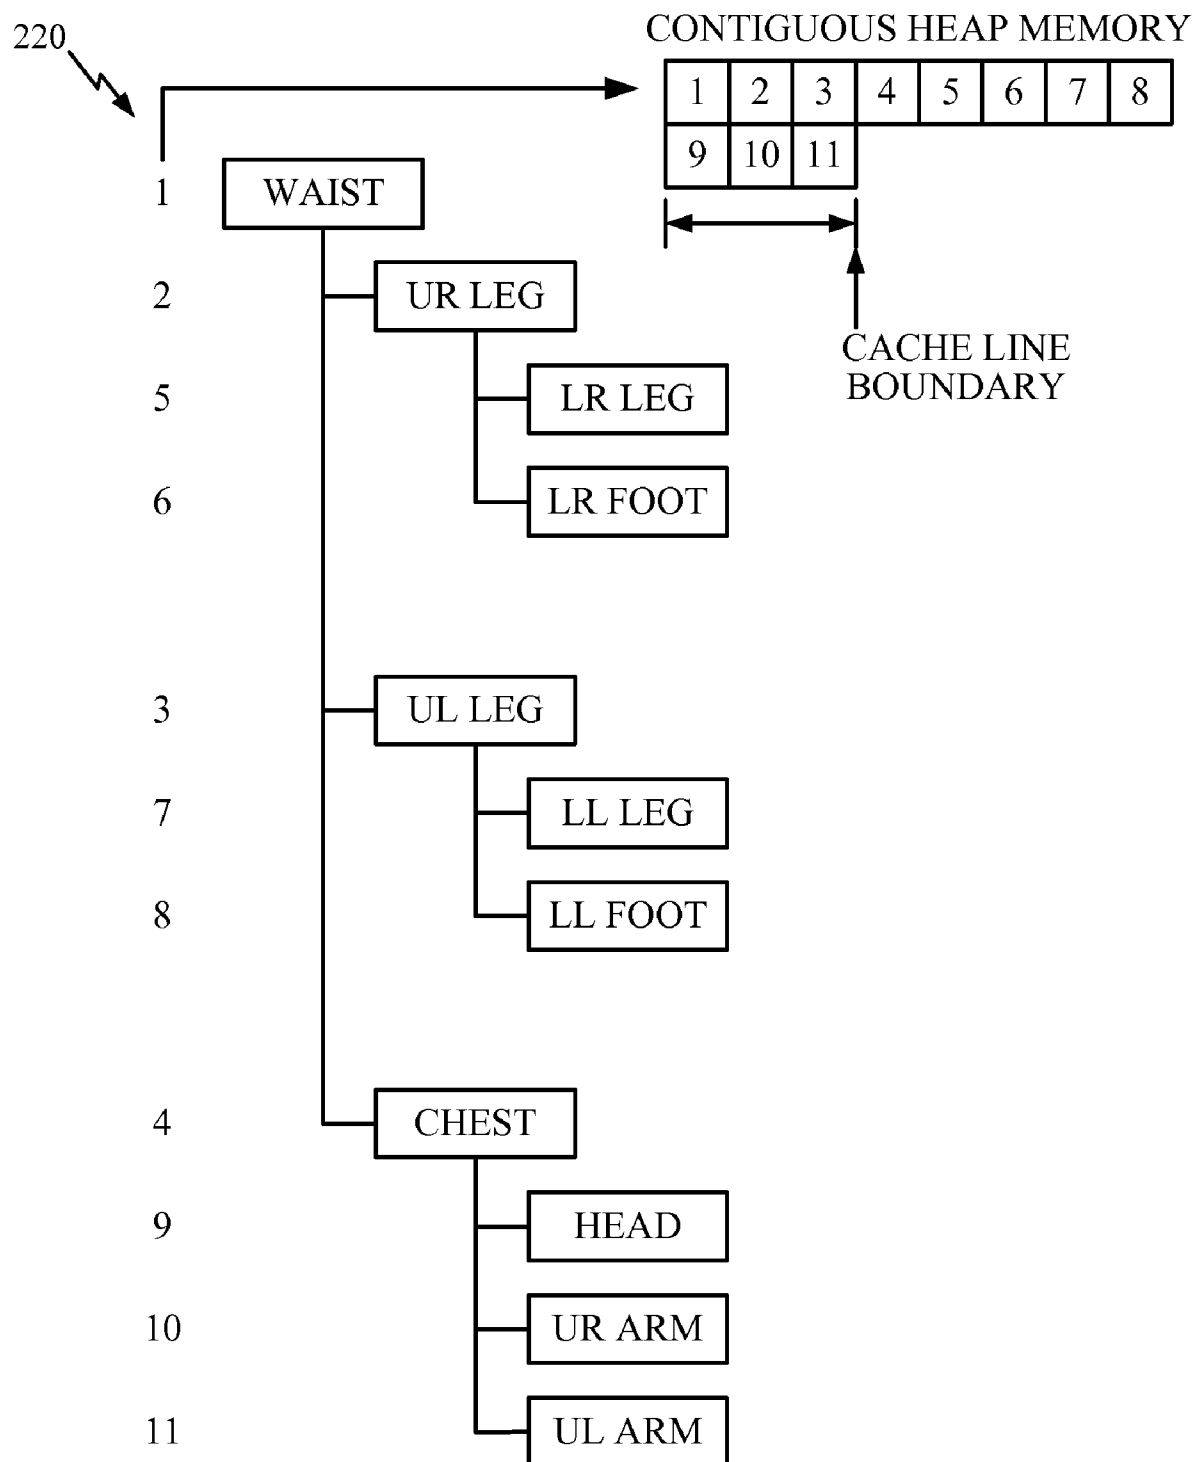 220
CONTIGUOUS HEAP MEMORY
1 2 3 4 5 6 7 8
9 10 11
CACHE LINE
BOUNDARY
1 WAIST
2 UR LEG
5 LR LEG
6 LR FOOT
3 UL LEG
7 LL LEG
8 LL FOOT
4 CHEST
9 HEAD
10 UR ARM
11 UL ARM